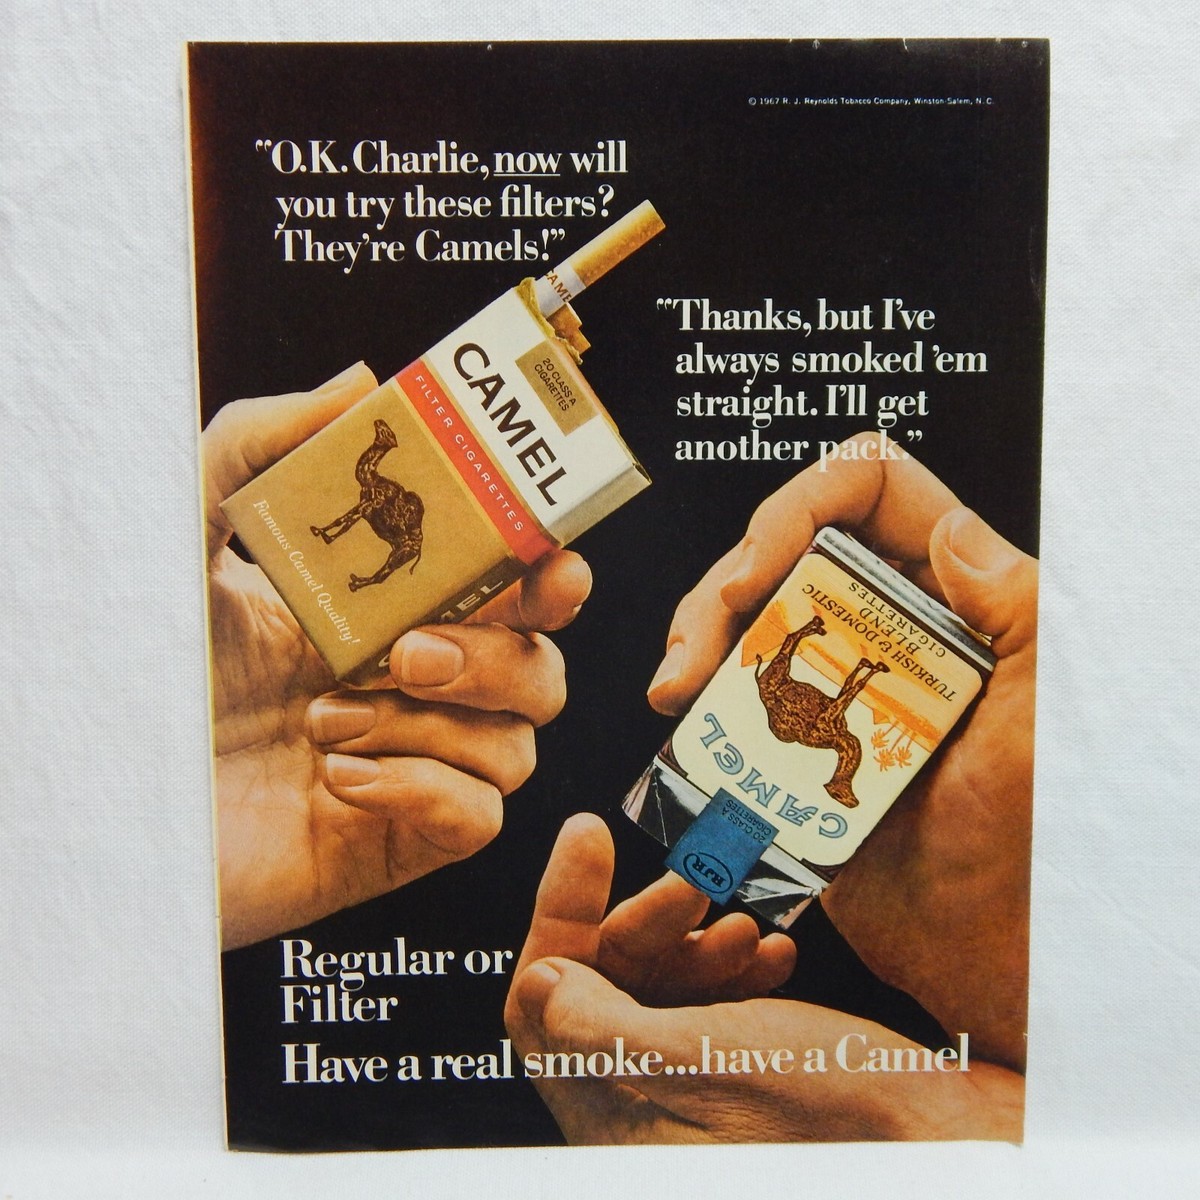 © 1967 R. J. Reynolds Tobacco Company, Winston-Salem, N. C.
“O.K. Charlie, now will
you try these filters?
They’re Camels!”
“Thanks, but I’ve
always smoked ’em
straight. I’ll get
another pack.”
CAMEL
20 CLASS A
CIGARETTES
CAMEL
FILTER CIGARETTES
Famous Camel Quality!
CAMEL
TURKISH & DOMESTIC
BLEND
CIGARETTES
CAMEL
20 CLASS A
CIGARETTES
RJR
Regular or
Filter
Have a real smoke...have a Camel